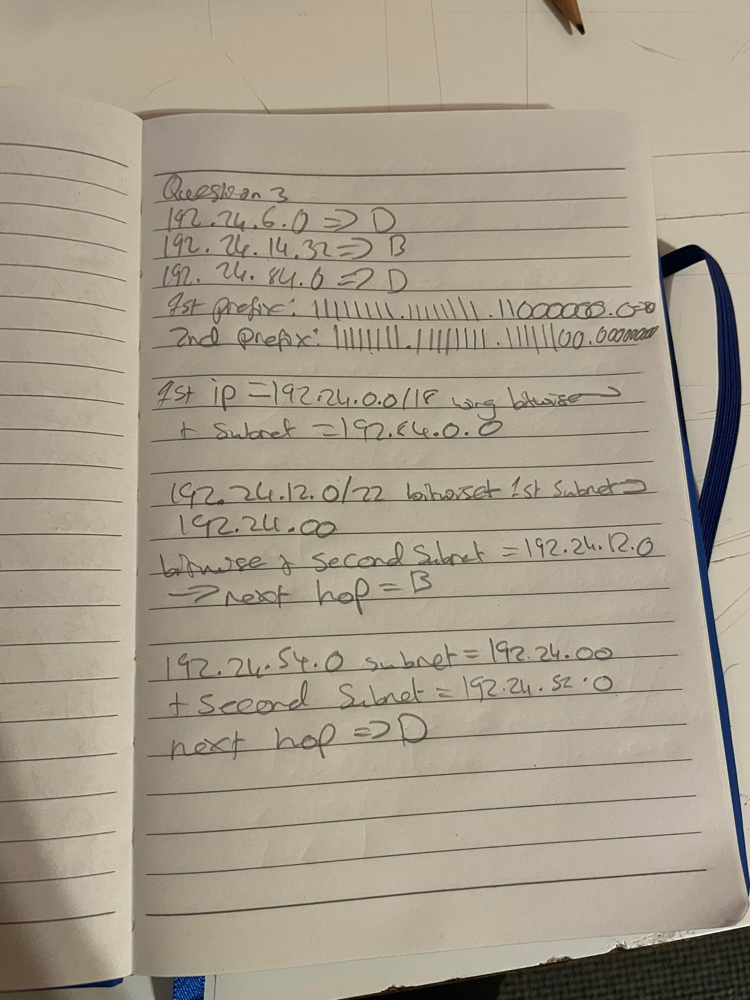 Question 3
192.24.6.0 => D
192.24.14.32 => B
192.24.84.0 => D
1st prefix: 11111111.11111111.11000000.0=>0
2nd prefix: 11111111.11111111.11111100.00000000
1st ip = 192.24.0.0/18 using bitwise
+ subnet = 192.24.0.0
192.24.12.0/22 bitwise+ 1st subnet =>
192.24.00
bitwise + second subnet = 192.24.12.0
=> next hop = B
192.24.54.0 subnet = 192.24.00
+ second subnet = 192.24.52.0
next hop => D